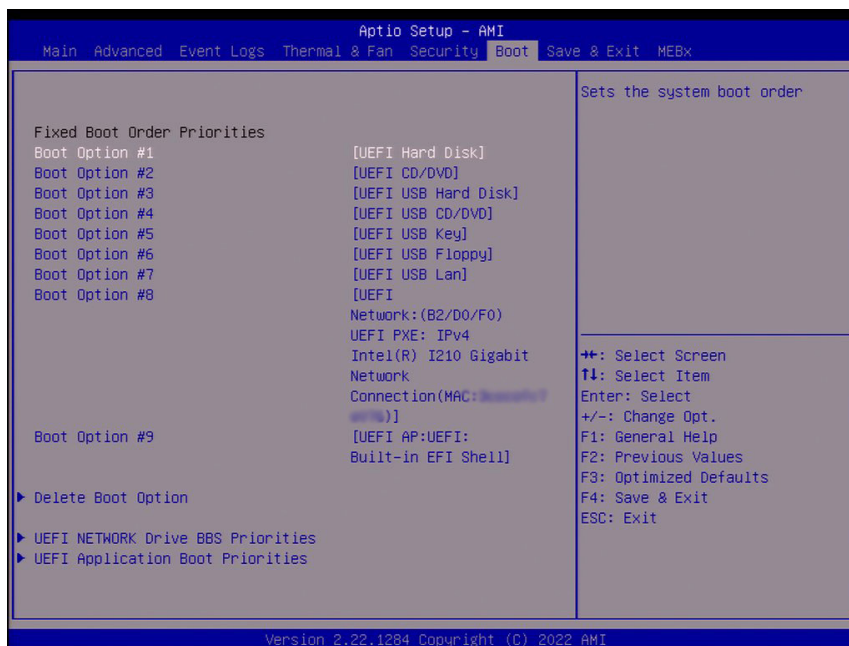 Aptio Setup – AMI
Main Advanced Event Logs Thermal & Fan Security Boot Save & Exit MEBx
Sets the system boot order
Fixed Boot Order Priorities
Boot Option #1 [UEFI Hard Disk]
Boot Option #2 [UEFI CD/DVD]
Boot Option #3 [UEFI USB Hard Disk]
Boot Option #4 [UEFI USB CD/DVD]
Boot Option #5 [UEFI USB Key]
Boot Option #6 [UEFI USB Floppy]
Boot Option #7 [UEFI USB Lan]
Boot Option #8 [UEFI
Network:(B2/D0/F0)
UEFI PXE: IPv4
Intel(R) I210 Gigabit
Network
Connection(MAC:
)]
Boot Option #9 [UEFI AP:UEFI:
Built-in EFI Shell]
Delete Boot Option
UEFI NETWORK Drive BBS Priorities
UEFI Application Boot Priorities
→←: Select Screen
↑↓: Select Item
Enter: Select
+/-: Change Opt.
F1: General Help
F2: Previous Values
F3: Optimized Defaults
F4: Save & Exit
ESC: Exit
Version 2.22.1284 Copyright (C) 2022 AMI